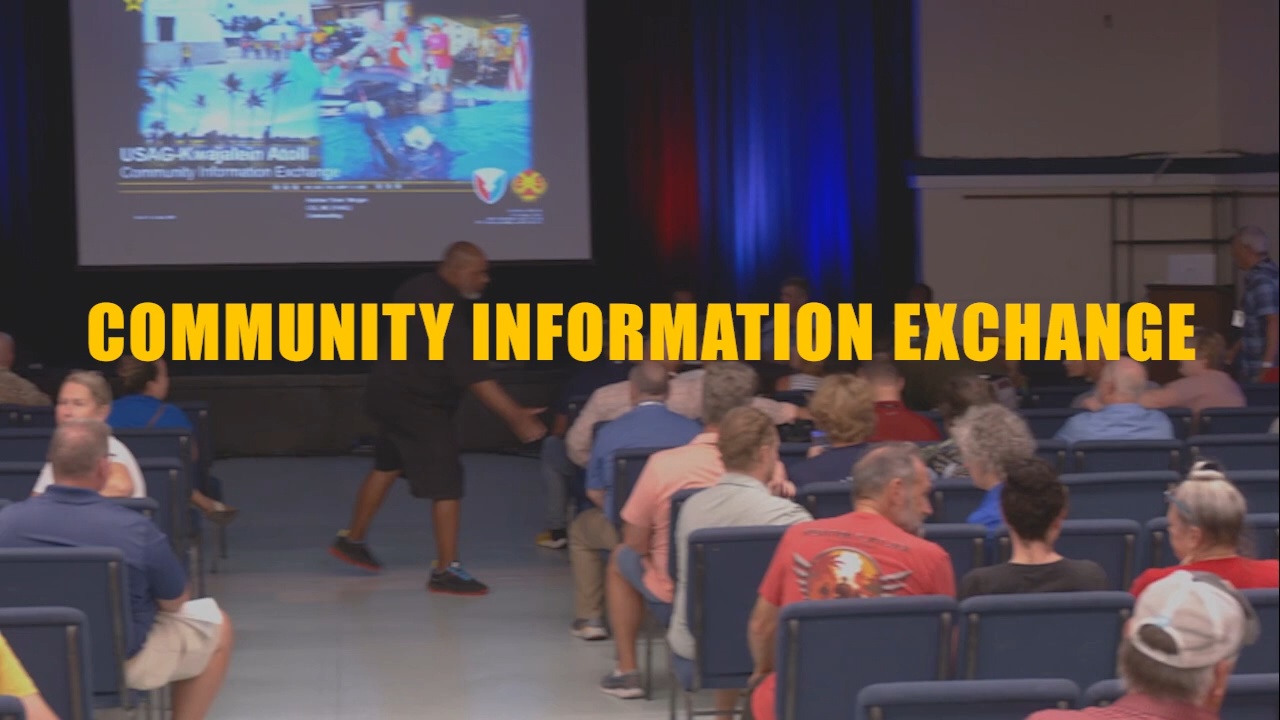 USAG-Kwajalein Atoll
Community Information Exchange
COMMUNITY INFORMATION EXCHANGE